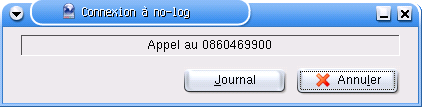 Connexion à no-log
Appel au 0860469900
Journal
Annuler